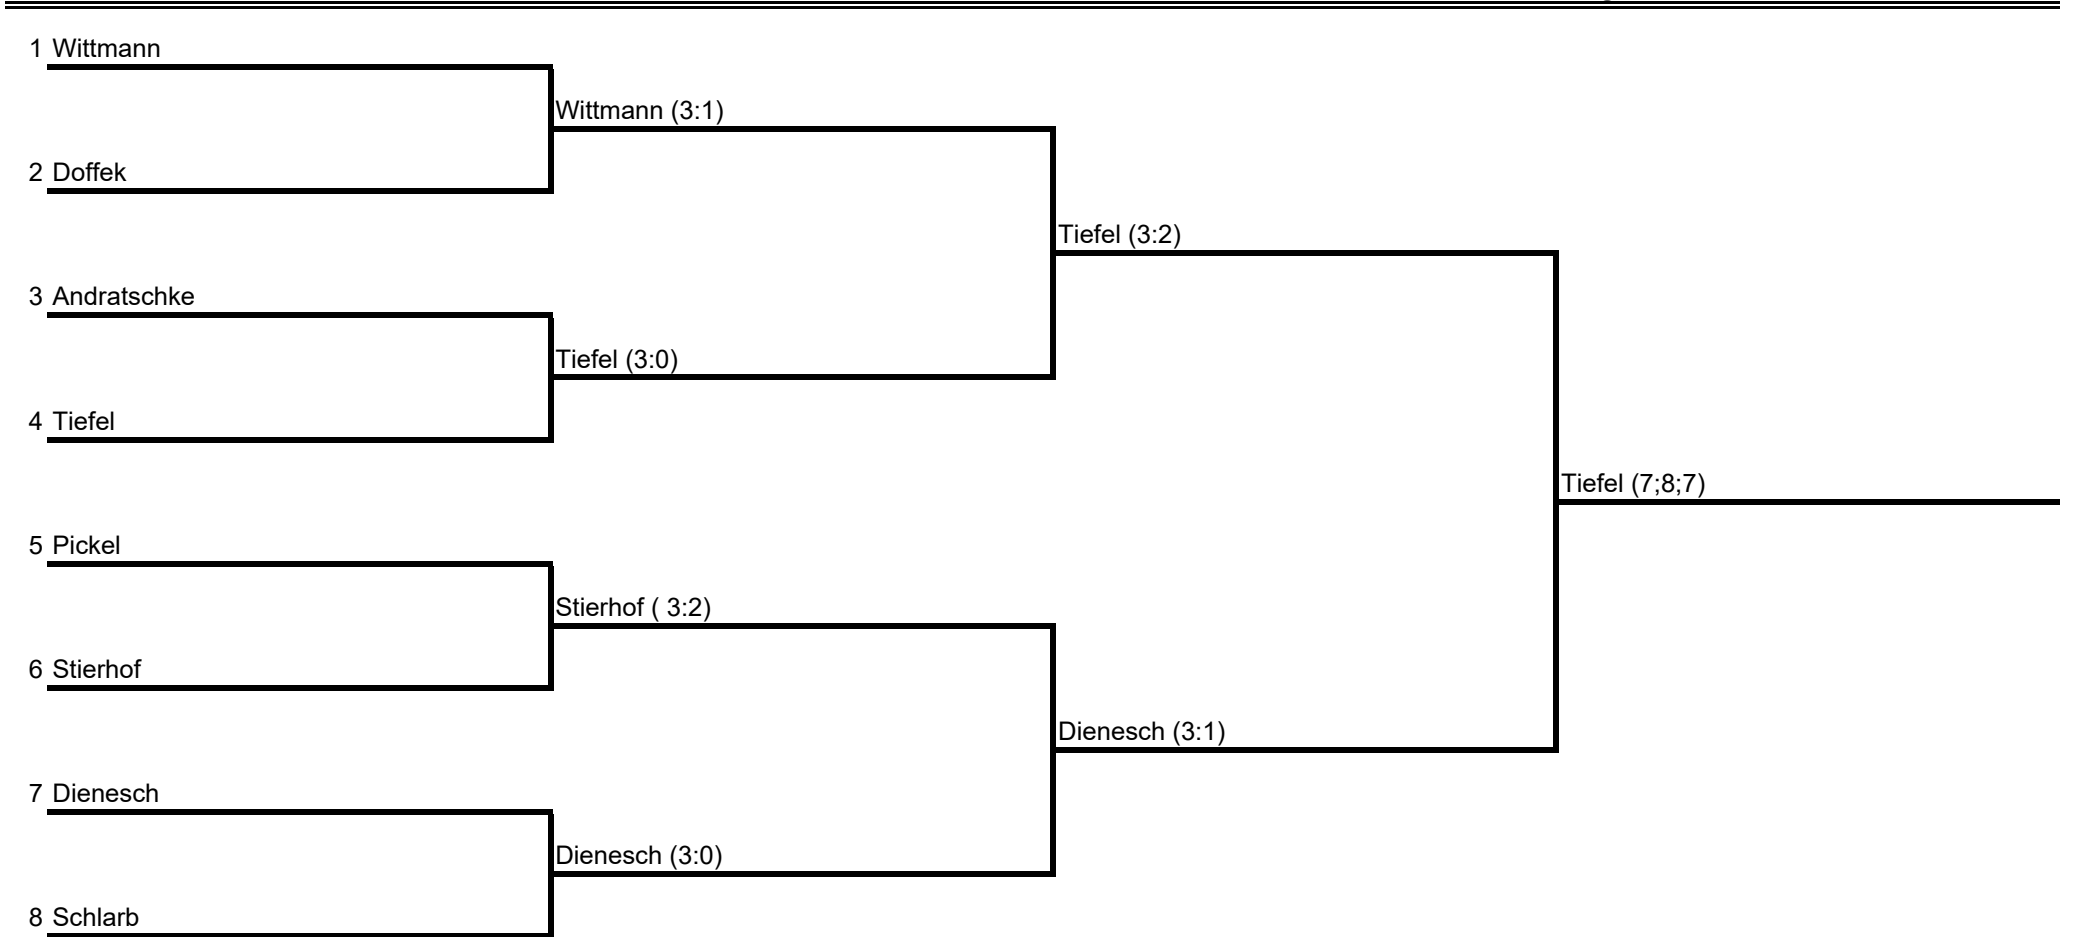 1 Wittmann
Wittmann (3:1)
2 Doffek
Tiefel (3:2)
3 Andratschke
Tiefel (3:0)
4 Tiefel
Tiefel (7;8;7)
5 Pickel
Stierhof ( 3:2)
6 Stierhof
Dienesch (3:1)
7 Dienesch
Dienesch (3:0)
8 Schlarb